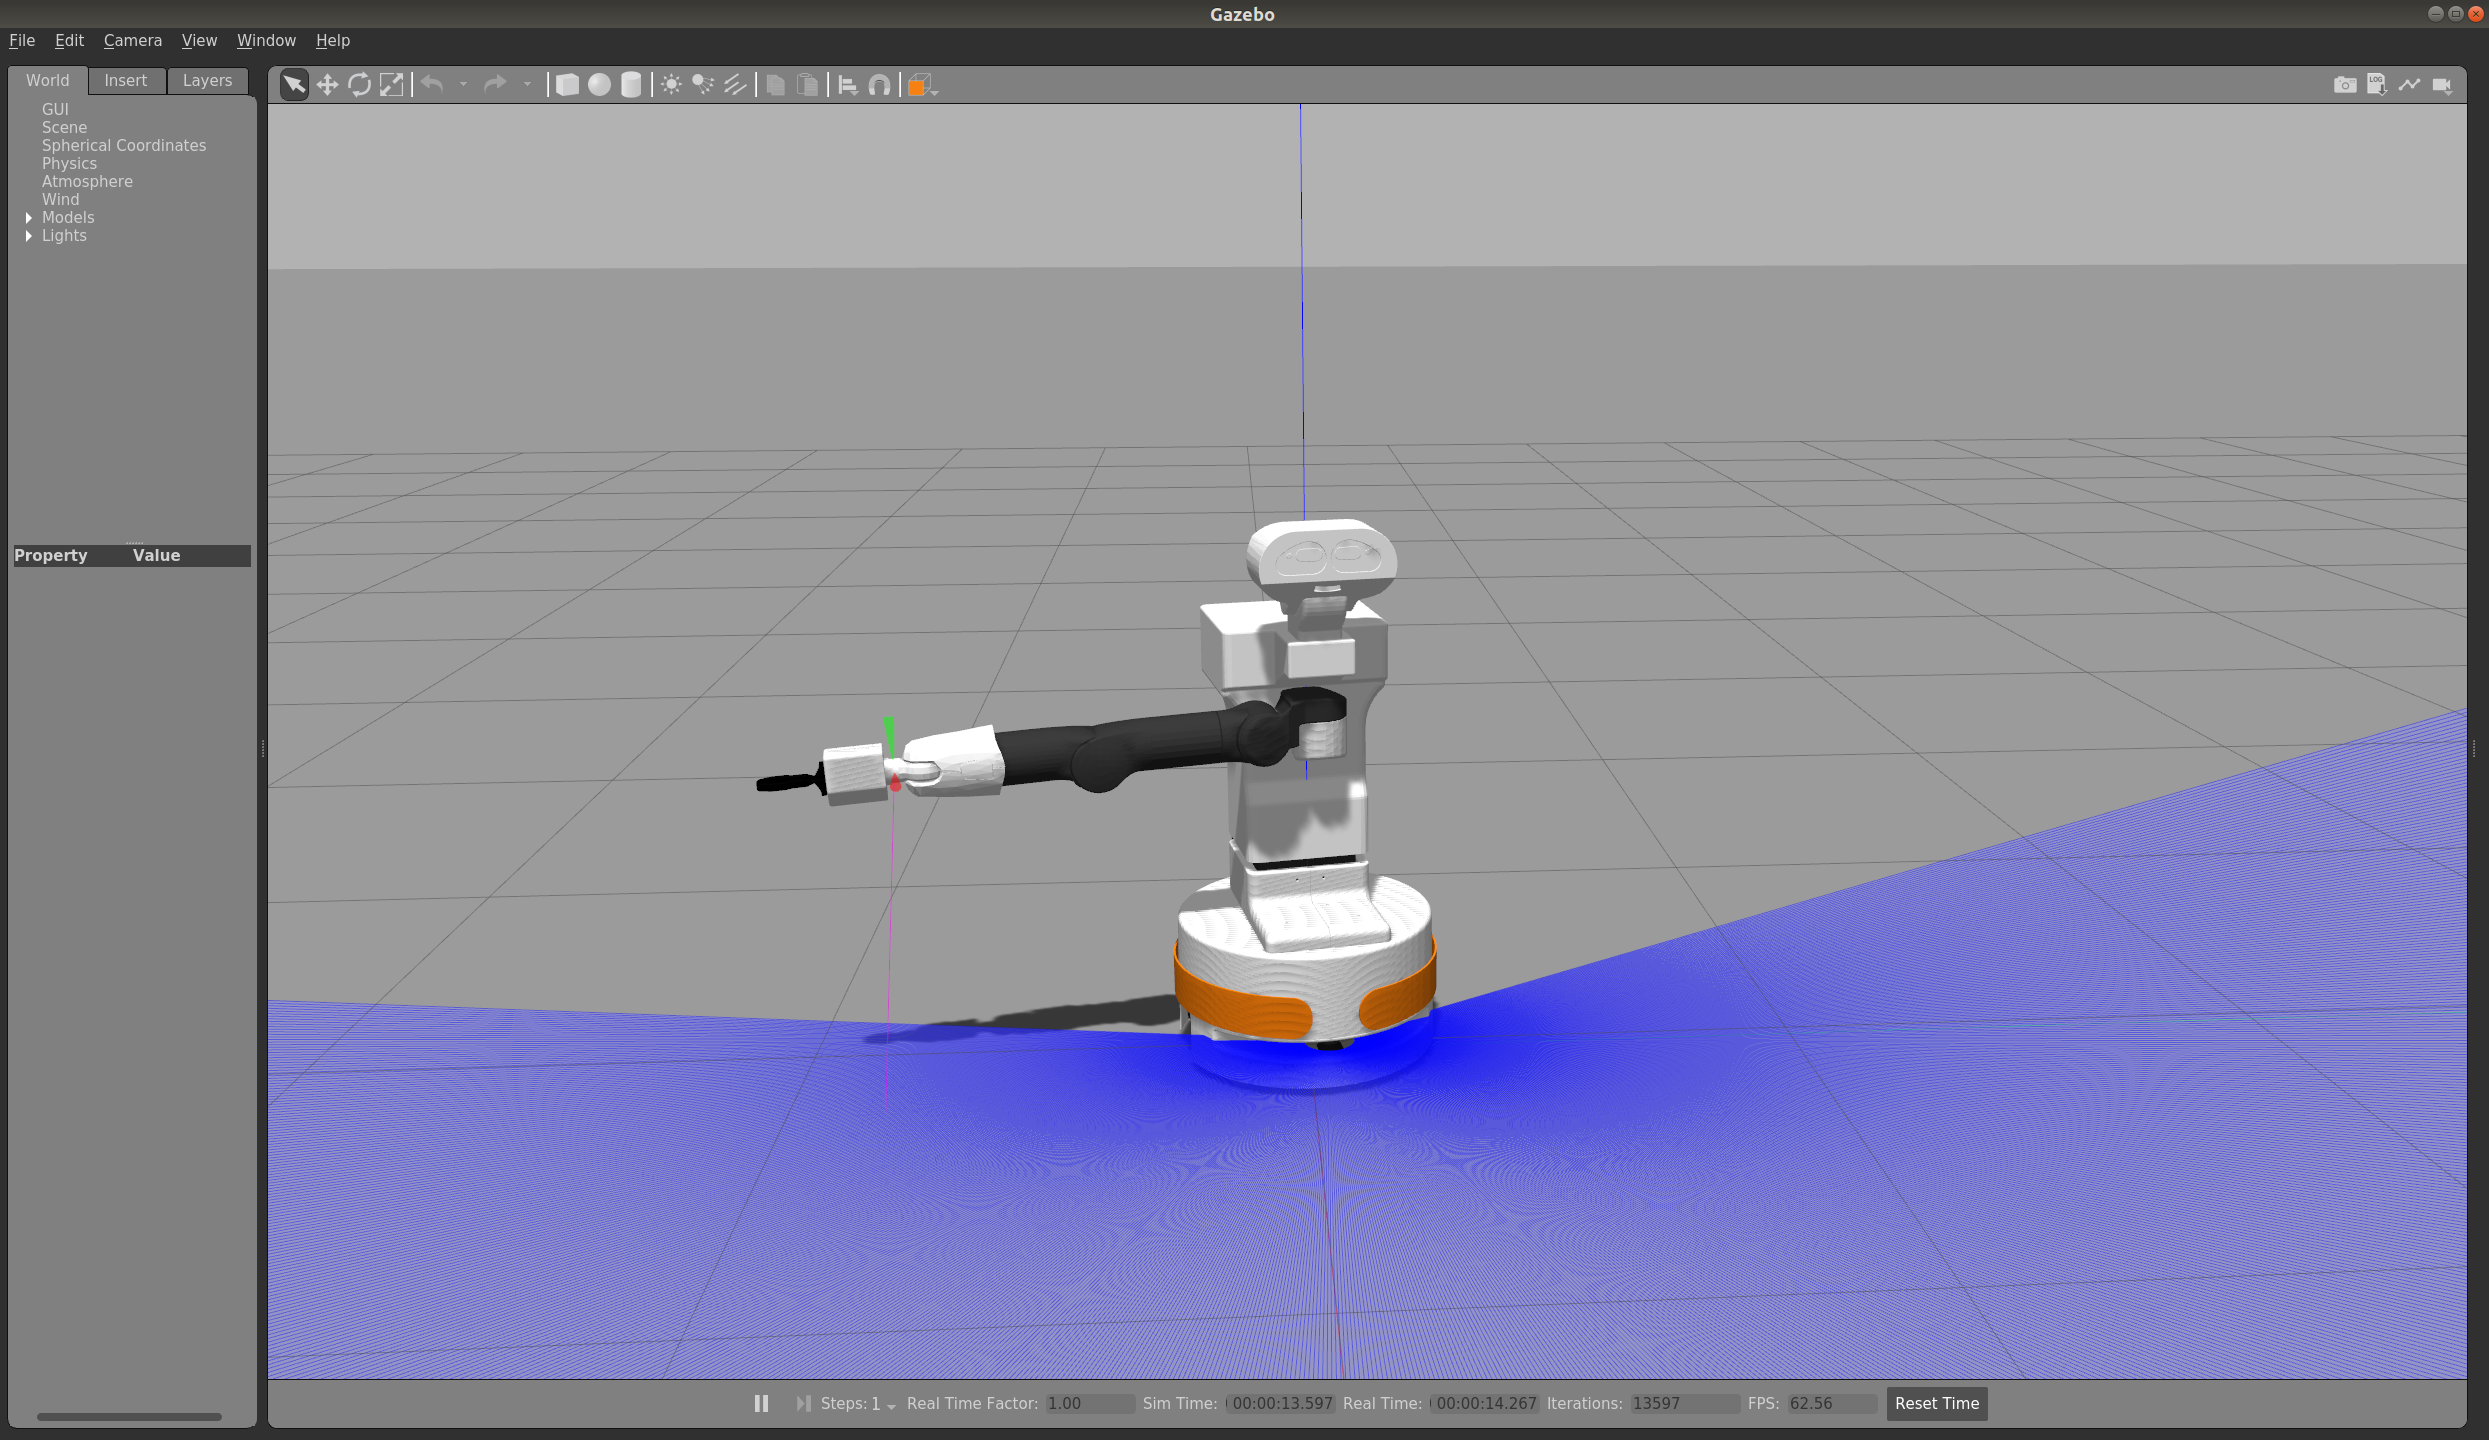 Gazebo
File Edit Camera View Window Help
World Insert Layers
LOG
GUI
Scene
Spherical Coordinates
Physics
Atmosphere
Wind
Models
Lights
Property Value
Steps: 1 Real Time Factor: 1.00 Sim Time: 00:00:13.597 Real Time: 00:00:14.267 Iterations: 13597 FPS: 62.56 Reset Time